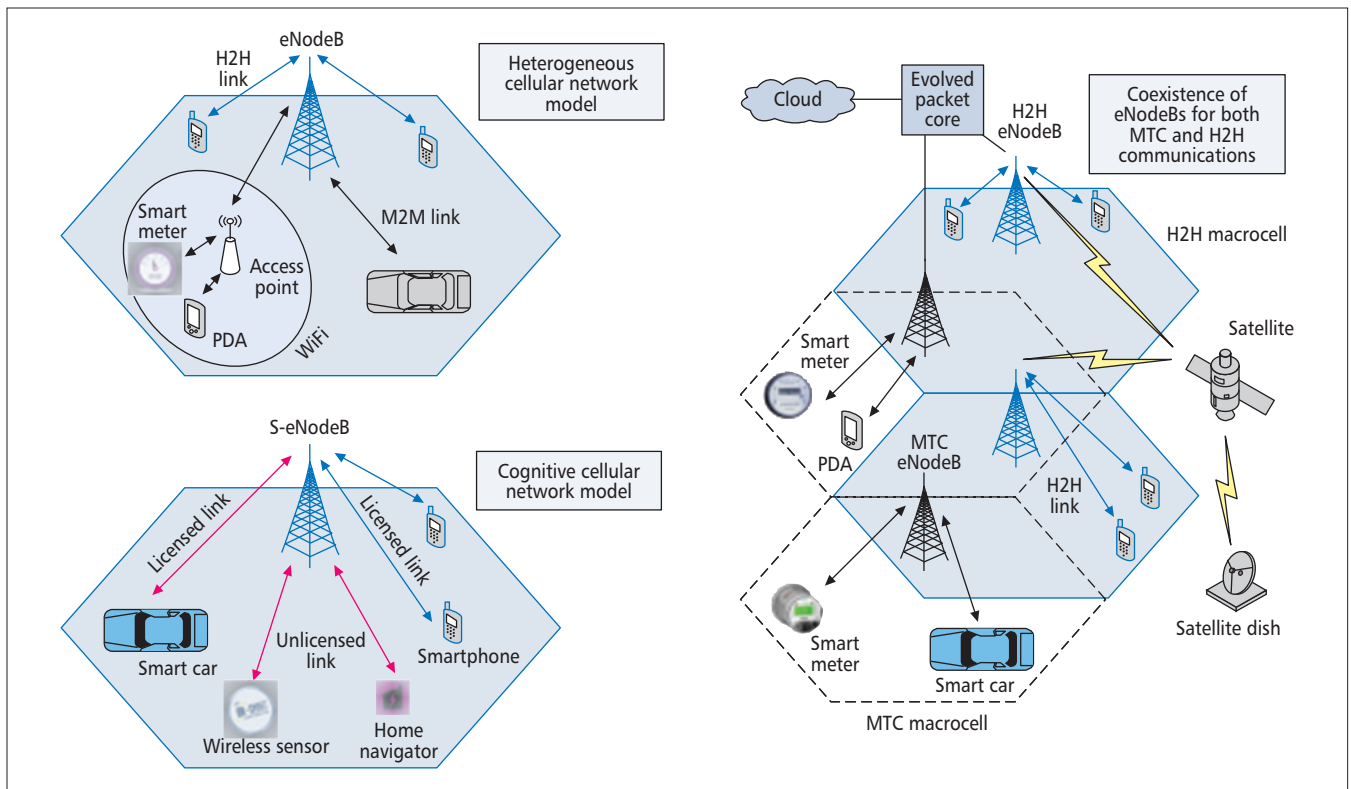 eNodeB
H2H
link
Heterogeneous
cellular network
model
Smart
meter
M2M link
Access
point
PDA
WiFi
S-eNodeB
Cognitive cellular
network model
Licensed link
Licensed link
Unlicensed
link
Smart car
Smartphone
Wireless sensor
Home
navigator
Cloud
Evolved
packet
core
H2H
eNodeB
Coexistence of
eNodeBs for both
MTC and H2H
communications
H2H macrocell
Smart
meter
Satellite
PDA
MTC
eNodeB
H2H
link
Smart
meter
Smart car
Satellite dish
MTC macrocell